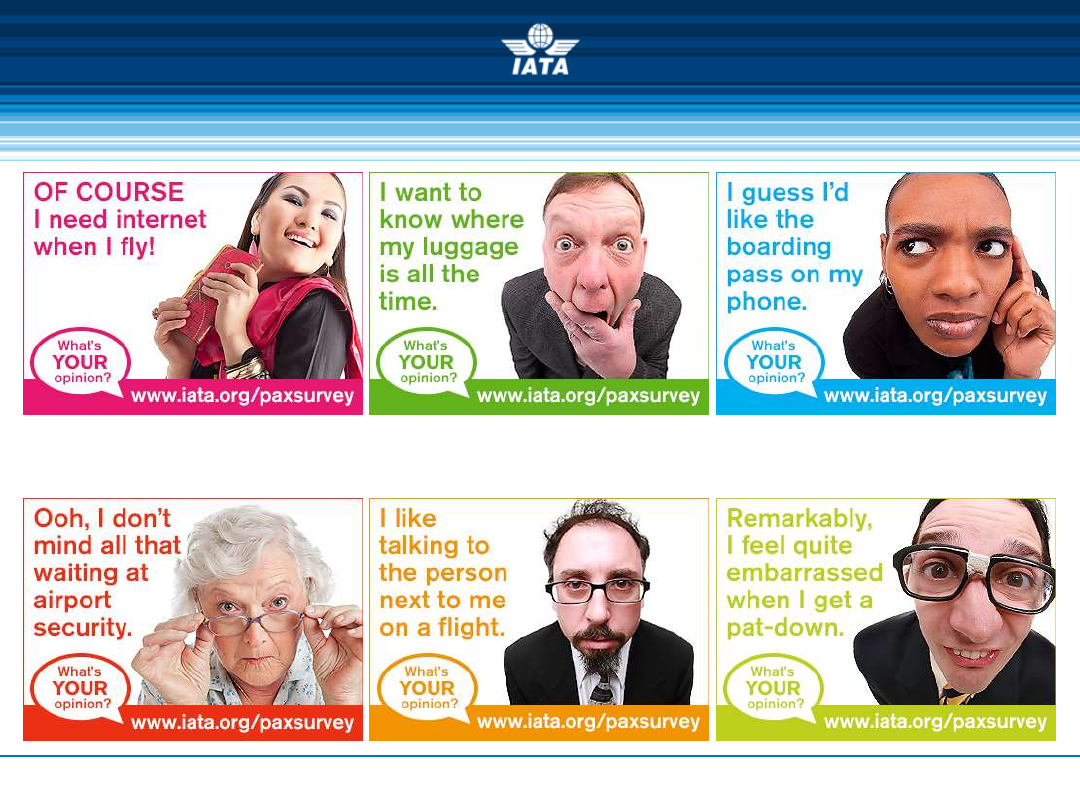 IATA
OF COURSE
I need internet
when I fly!
What's
YOUR
opinion?
www.iata.org/paxsurvey
I want to
know where
my luggage
is all the
time.
What's
YOUR
opinion?
www.iata.org/paxsurvey
I guess I'd
like the
boarding
pass on my
phone.
What's
YOUR
opinion?
www.iata.org/paxsurvey
Ooh, I don't
mind all that
waiting at
airport
security.
What's
YOUR
opinion?
www.iata.org/paxsurvey
I like
talking to
the person
next to me
on a flight.
What's
YOUR
opinion?
www.iata.org/paxsurvey
Remarkably,
I feel quite
embarrassed
when I get a
pat-down.
What's
YOUR
opinion?
www.iata.org/paxsurvey